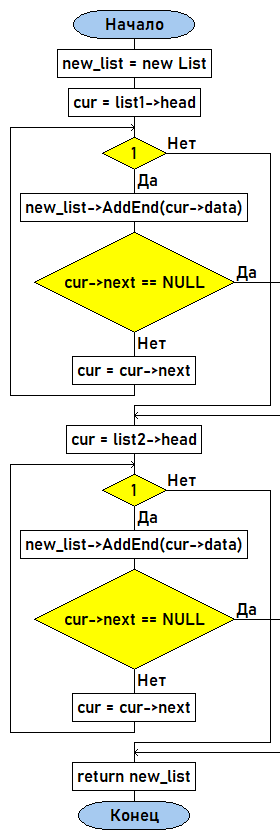 Начало
new_list = new List
cur = list1->head
1
Нет
Да
new_list->AddEnd(cur->data)
cur->next == NULL
Да
Нет
cur = cur->next
cur = list2->head
1
Нет
Да
new_list->AddEnd(cur->data)
cur->next == NULL
Да
Нет
cur = cur->next
return new_list
Конец